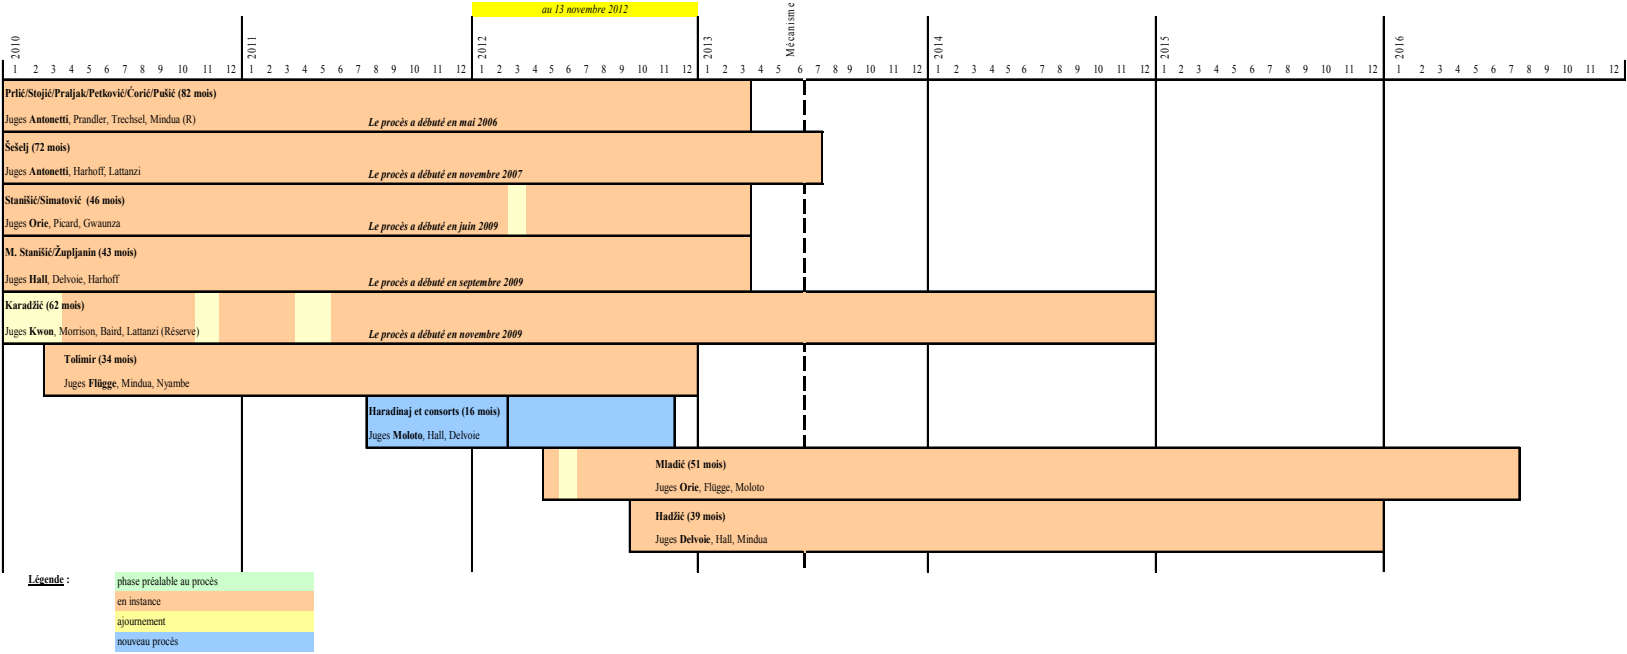 au 13 novembre 2012
2010 2011 2012 2013 Mécanisme 2014 2015 2016
1 2 3 4 5 6 7 8 9 10 11 12 1 2 3 4 5 6 7 8 9 10 11 12 1 2 3 4 5 6 7 8 9 10 11 12 1 2 3 4 5 6 7 8 9 10 11 12 1 2 3 4 5 6 7 8 9 10 11 12 1 2 3 4 5 6 7 8 9 10 11 12 1 2 3 4 5 6 7 8 9 10 11 12
Prlić/Stojić/Praljak/Petković/Ćorić/Pušić (82 mois)
Juges Antonetti, Prandler, Trechsel, Mindua (R) Le procès a débuté en mai 2006
Šešelj (72 mois)
Juges Antonetti, Harhoff, Lattanzi Le procès a débuté en novembre 2007
Stanišić/Simatović (46 mois)
Juges Orie, Picard, Gwaunza Le procès a débuté en juin 2009
M. Stanišić/Župljanin (43 mois)
Juges Hall, Delvoie, Harhoff Le procès a débuté en septembre 2009
Karadžić (62 mois)
Juges Kwon, Morrison, Baird, Lattanzi (Réserve) Le procès a débuté en novembre 2009
Tolimir (34 mois)
Juges Flügge, Mindua, Nyambe
Haradinaj et consorts (16 mois)
Juges Moloto, Hall, Delvoie
Mladić (51 mois)
Juges Orie, Flügge, Moloto
Hadžić (39 mois)
Juges Delvoie, Hall, Mindua
Légende : phase préalable au procès
en instance
ajournement
nouveau procès